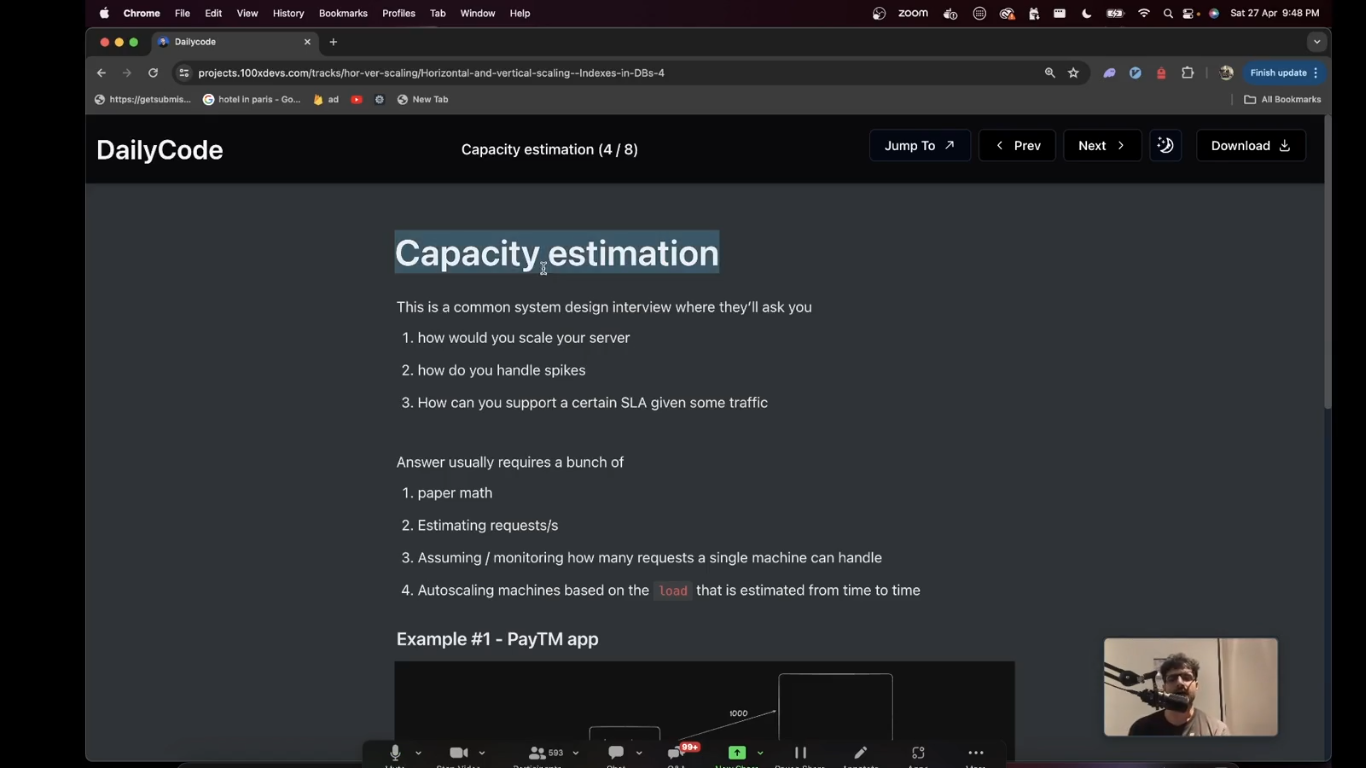 Chrome File Edit View History Bookmarks Profiles Tab Window Help zoom Sat 27 Apr 9:48 PM
Dailycode
projects.100xdevs.com/tracks/hor-ver-scaling/Horizontal-and-vertical-scaling--Indexes-in-DBs-4 Finish update
https://getsubmis... hotel in paris - Go... ad New Tab All Bookmarks
DailyCode Capacity estimation (4 / 8) Jump To Prev Next Download
Capacity estimation
This is a common system design interview where they'll ask you
1. how would you scale your server
2. how do you handle spikes
3. How can you support a certain SLA given some traffic
Answer usually requires a bunch of
1. paper math
2. Estimating requests/s
3. Assuming / monitoring how many requests a single machine can handle
4. Autoscaling machines based on the load that is estimated from time to time
Example #1 - PayTM app
1000
593 99+